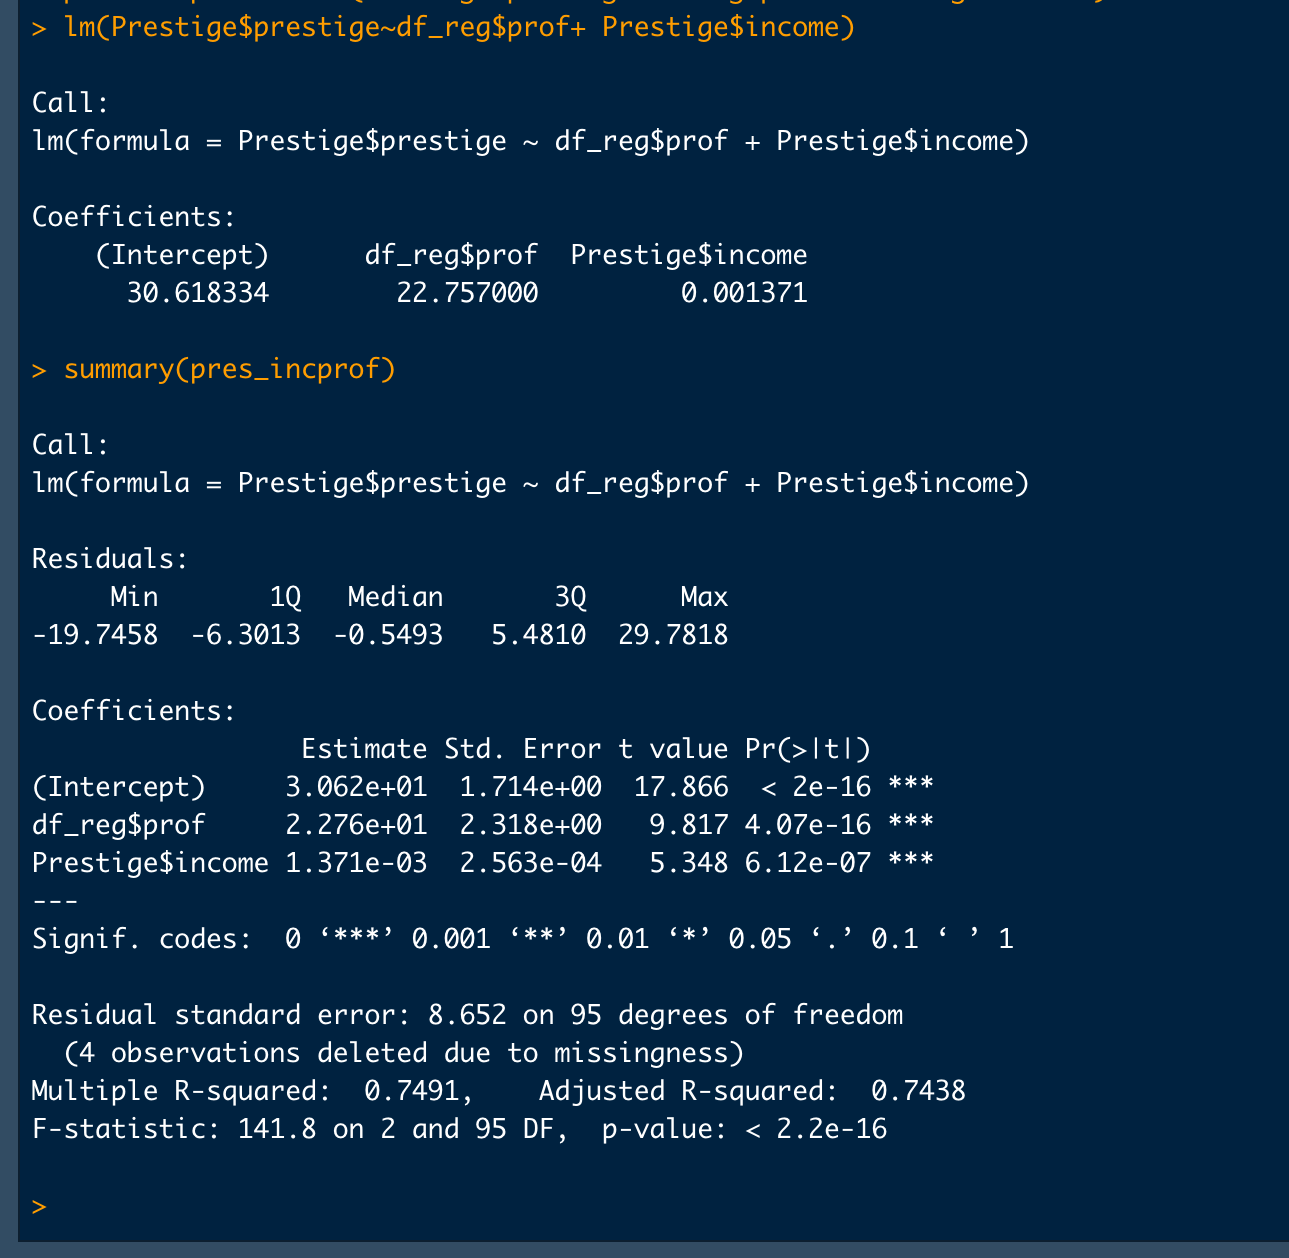 > lm(Prestige$prestige~df_reg$prof+ Prestige$income)
Call:
lm(formula = Prestige$prestige ~ df_reg$prof + Prestige$income)
Coefficients:
    (Intercept)      df_reg$prof  Prestige$income
      30.618334        22.757000         0.001371
> summary(pres_incprof)
Call:
lm(formula = Prestige$prestige ~ df_reg$prof + Prestige$income)
Residuals:
     Min       1Q   Median       3Q      Max
-19.7458  -6.3013  -0.5493   5.4810  29.7818
Coefficients:
                 Estimate Std. Error t value Pr(>|t|)
(Intercept)     3.062e+01  1.714e+00  17.866  < 2e-16 ***
df_reg$prof     2.276e+01  2.318e+00   9.817 4.07e-16 ***
Prestige$income 1.371e-03  2.563e-04   5.348 6.12e-07 ***
---
Signif. codes:  0 ‘***’ 0.001 ‘**’ 0.01 ‘*’ 0.05 ‘.’ 0.1 ‘ ’ 1
Residual standard error: 8.652 on 95 degrees of freedom
  (4 observations deleted due to missingness)
Multiple R-squared:  0.7491,    Adjusted R-squared:  0.7438
F-statistic: 141.8 on 2 and 95 DF,  p-value: < 2.2e-16
>